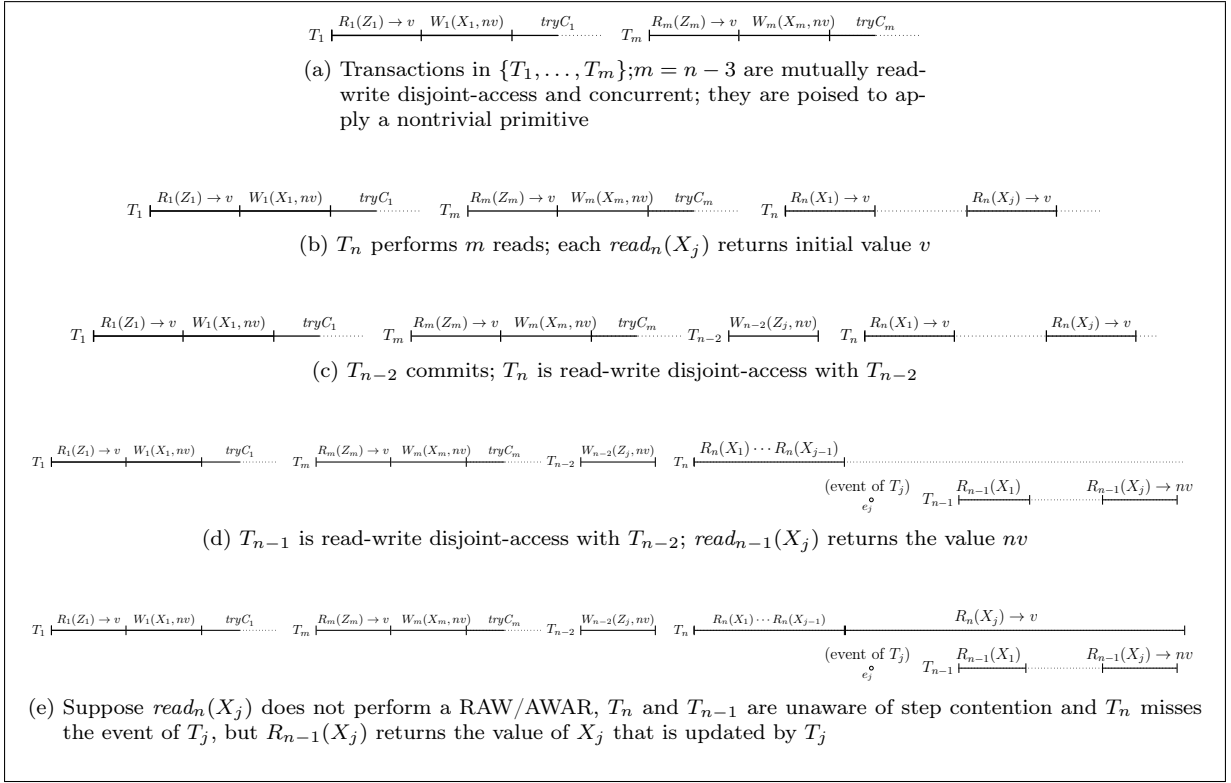 R₁(Z₁) → v W₁(X₁, nv) tryC₁ Rₘ(Zₘ) → v Wₘ(Xₘ, nv) tryCₘ
T₁ Tₘ
(a) Transactions in {T₁, . . . , Tₘ};m = n − 3 are mutually read-
write disjoint-access and concurrent; they are poised to ap-
ply a nontrivial primitive
R₁(Z₁) → v W₁(X₁, nv) tryC₁ Rₘ(Zₘ) → v Wₘ(Xₘ, nv) tryCₘ Rₙ(X₁) → v Rₙ(Xⱼ) → v
T₁ Tₘ Tₙ
(b) Tₙ performs m reads; each readₙ(Xⱼ) returns initial value v
R₁(Z₁) → v W₁(X₁, nv) tryC₁ Rₘ(Zₘ) → v Wₘ(Xₘ, nv) tryCₘ Wₙ₋₂(Zⱼ, nv) Rₙ(X₁) → v Rₙ(Xⱼ) → v
T₁ Tₘ Tₙ₋₂ Tₙ
(c) Tₙ₋₂ commits; Tₙ is read-write disjoint-access with Tₙ₋₂
R₁(Z₁) → v W₁(X₁, nv) tryC₁ Rₘ(Zₘ) → v Wₘ(Xₘ, nv) tryCₘ Wₙ₋₂(Zⱼ, nv) Rₙ(X₁) · · · Rₙ(Xⱼ₋₁)
T₁ Tₘ Tₙ₋₂ Tₙ
(event of Tⱼ) Rₙ₋₁(X₁) Rₙ₋₁(Xⱼ) → nv
eⱼ Tₙ₋₁
(d) Tₙ₋₁ is read-write disjoint-access with Tₙ₋₂; readₙ₋₁(Xⱼ) returns the value nv
R₁(Z₁) → v W₁(X₁, nv) tryC₁ Rₘ(Zₘ) → v Wₘ(Xₘ, nv) tryCₘ Wₙ₋₂(Zⱼ, nv) Rₙ(X₁) · · · Rₙ(Xⱼ₋₁) Rₙ(Xⱼ) → v
T₁ Tₘ Tₙ₋₂ Tₙ
(event of Tⱼ) Rₙ₋₁(X₁) Rₙ₋₁(Xⱼ) → nv
eⱼ Tₙ₋₁
(e) Suppose readₙ(Xⱼ) does not perform a RAW/AWAR, Tₙ and Tₙ₋₁ are unaware of step contention and Tₙ misses
the event of Tⱼ, but Rₙ₋₁(Xⱼ) returns the value of Xⱼ that is updated by Tⱼ